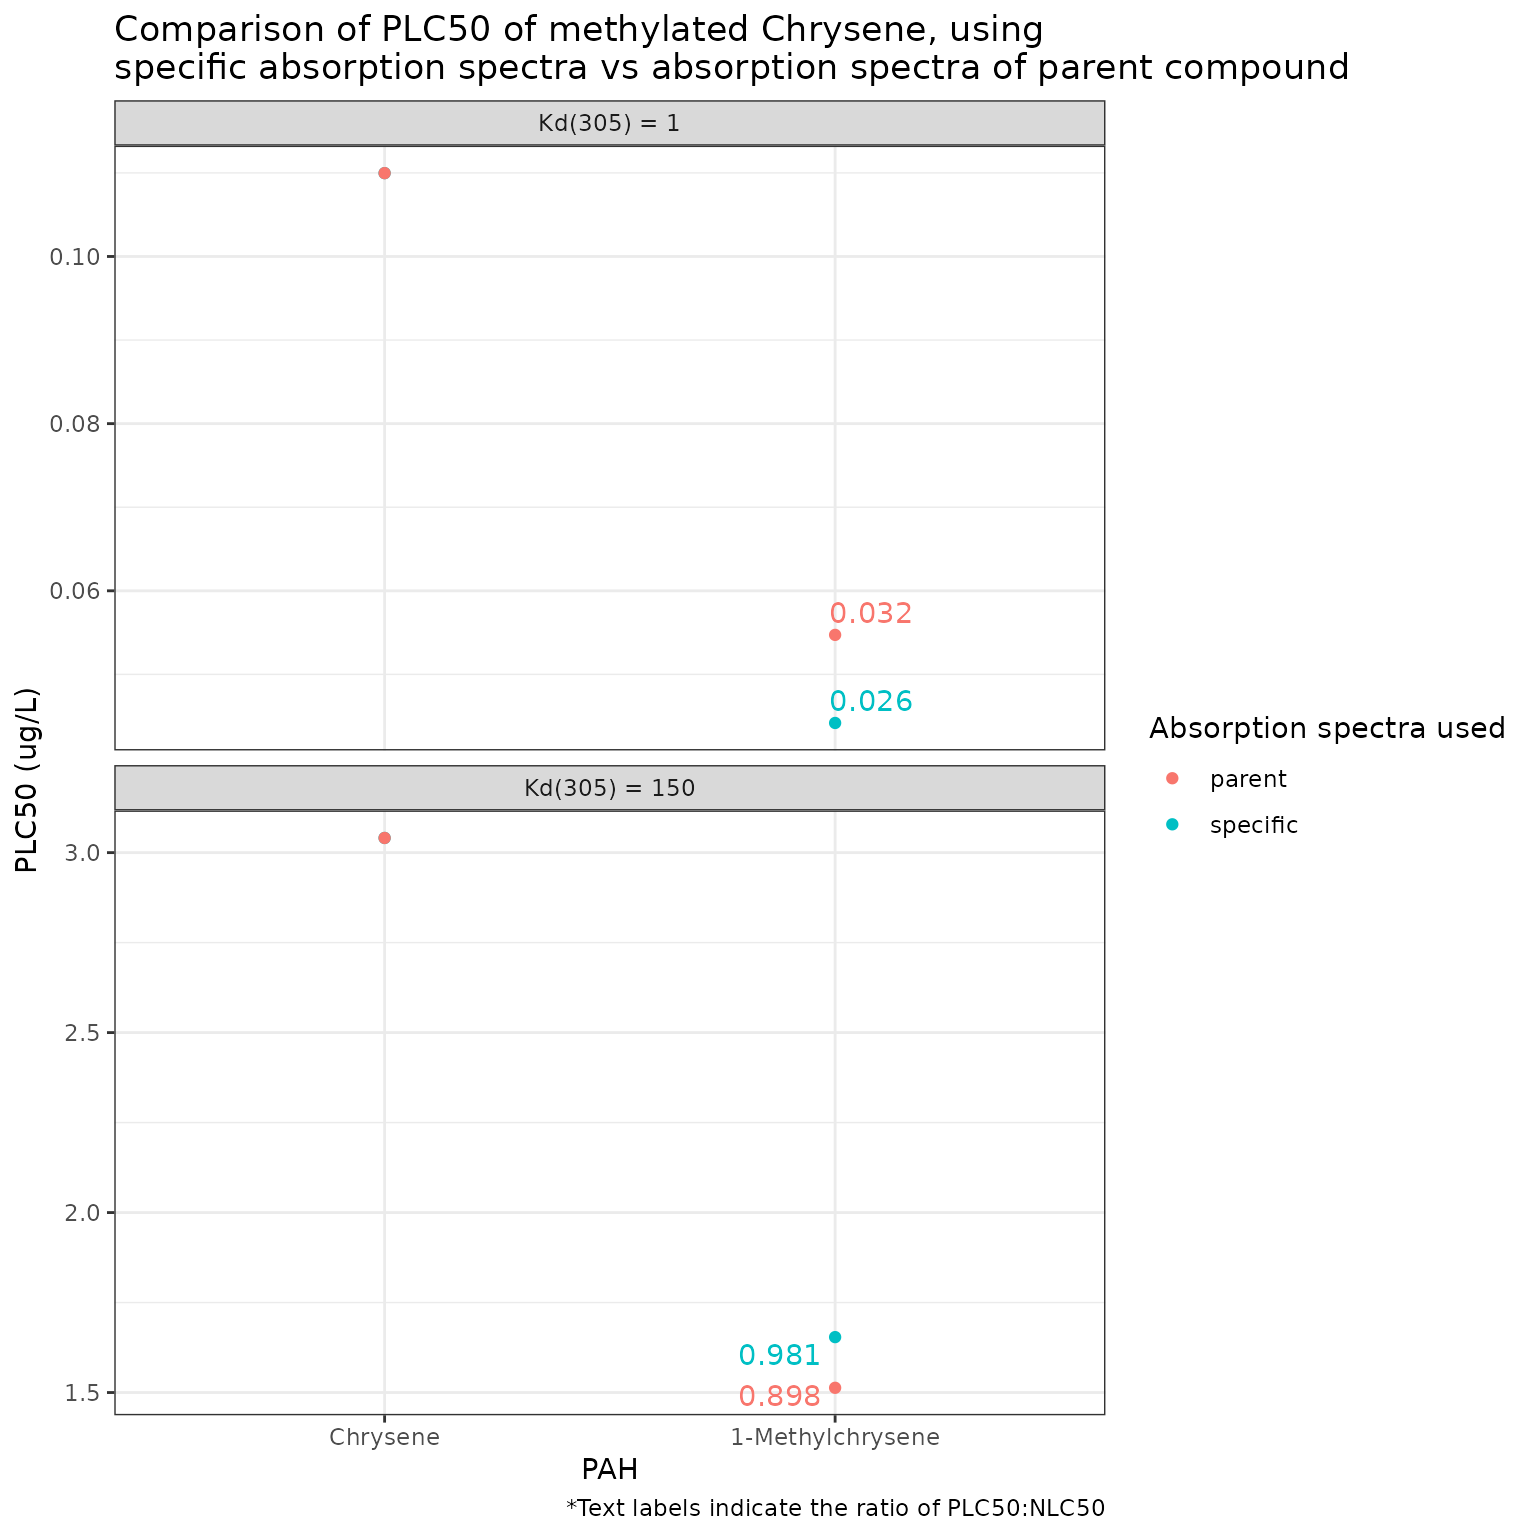 Comparison of PLC50 of methylated Chrysene, using
specific absorption spectra vs absorption spectra of parent compound
Kd(305) = 1
0.10
0.08
0.06
0.032
0.026
PLC50 (ug/L)
Kd(305) = 150
3.0
2.5
2.0
1.5
0.981
0.898
Chrysene
1-Methylchrysene
PAH
*Text labels indicate the ratio of PLC50:NLC50
Absorption spectra used
parent
specific